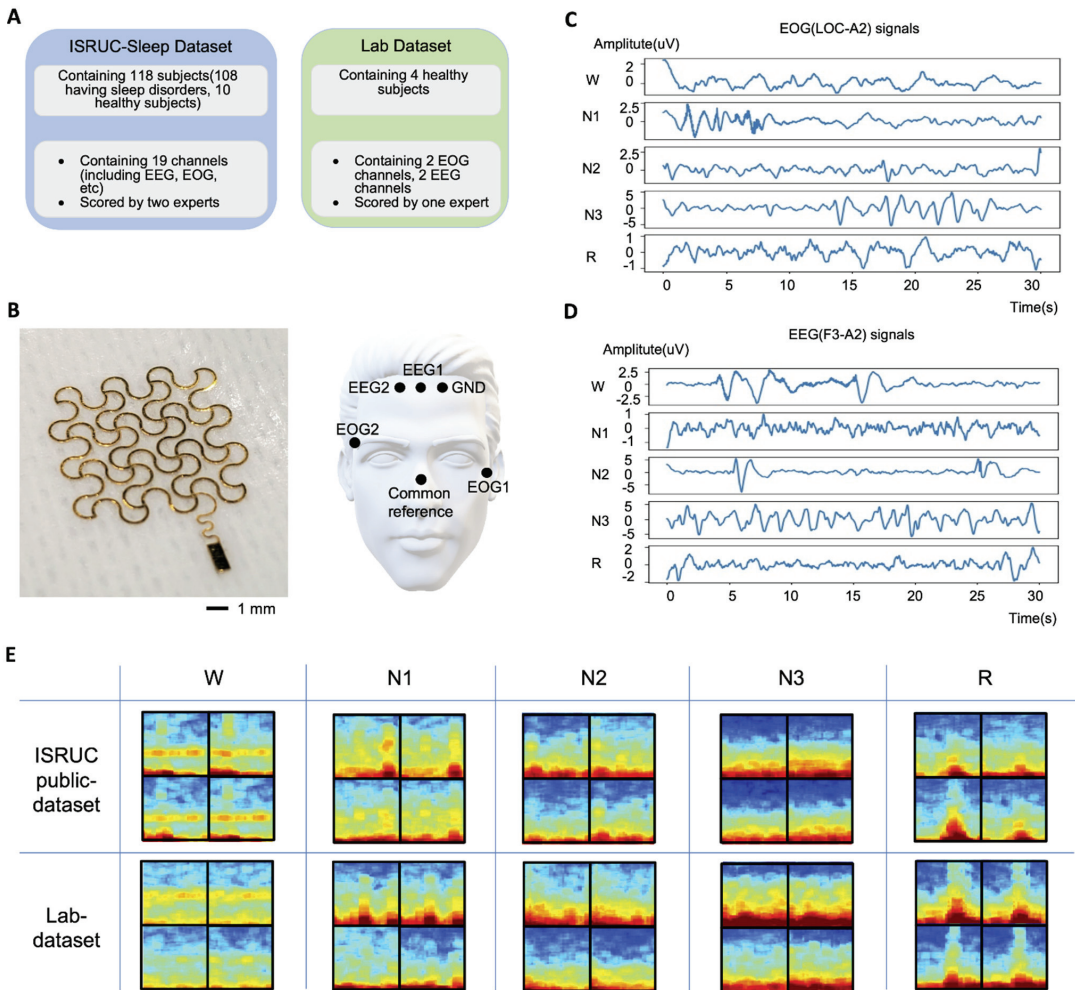 A
ISRUC-Sleep Dataset
Containing 118 subjects(108
having sleep disorders, 10
healthy subjects)
• Containing 19 channels
(including EEG, EOG,
etc)
• Scored by two experts
Lab Dataset
Containing 4 healthy
subjects
• Containing 2 EOG
channels, 2 EEG
channels
• Scored by one expert
B
1 mm
EEG1
EEG2
GND
EOG2
EOG1
Common
reference
C
EOG(LOC-A2) signals
Amplitude(uV)
W
2
0
N1
2.5
0
N2
2.5
0
N3
5
0
-5
R
1
0
-1
0 5 10 15 20 25 30
Time(s)
D
EEG(F3-A2) signals
Amplitude(uV)
W
2.5
0
-2.5
N1
1
0
-1
N2
5
0
-5
N3
5
0
-5
R
2
0
-2
0 5 10 15 20 25 30
Time(s)
E
W N1 N2 N3 R
ISRUC
public-
dataset
Lab-
dataset